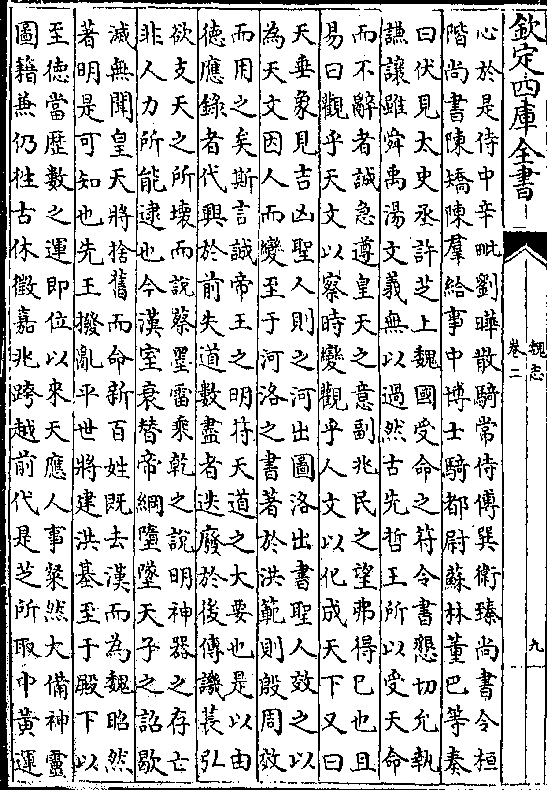 欽定四庫全書
魏志
卷二
九
心於是侍中辛毗劉曄散騎常侍傅巽衛臻尚書令桓
階尚書陳矯陳羣給事中博士騎都尉蘇林董巴等奏
曰伏見太史丞許芝上魏國受命之符令書懇切允執
謙讓雖舜禹湯文義無以過然古先哲王所以受天命
而不辭者誠急遵皇天之意副兆民之望弗得已也且
易曰觀乎天文以察時變觀乎人文以化成天下又曰
天垂象見吉凶聖人則之河出圖洛出書聖人效之以
為天文因人而變至于河洛之書著於洪範則殷周效
而用之矣斯言誠帝王之明符天道之大要也是以由
德應錄者代興於前失道數盡者迭廢於後傳譏萇弘
欲支天之所壞而說蔡墨雷乘乾之說明神器之存亡
非人力所能逮也今漢室衰替帝綱墮墜天子之詔歇
滅無聞皇天將捨舊而命新百姓既去漢而為魏昭然
著明是可知也先王撥亂平世將建洪基至于殿下以
至德當歷數之運即位以來天應人事粲然大備神靈
圖籍兼仍往古休徵嘉兆跨越前代是芝所取中黃運